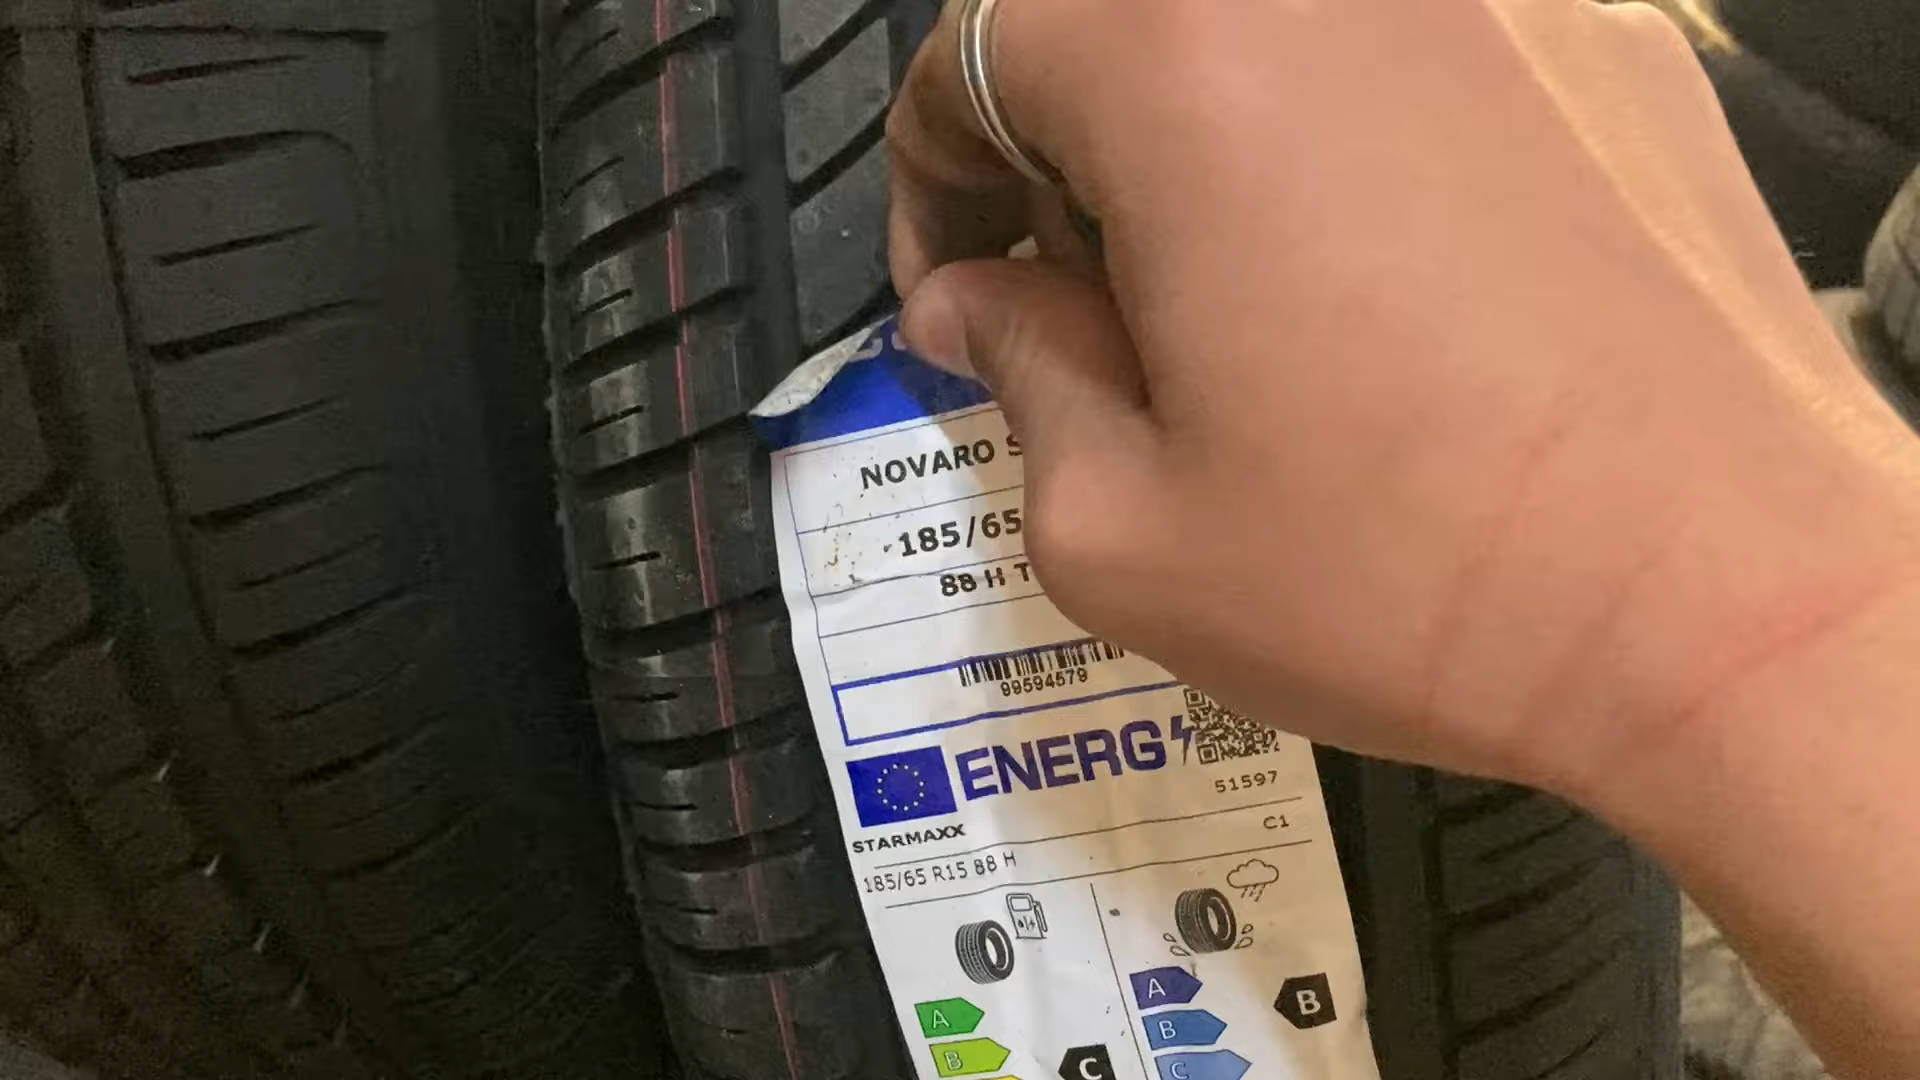 NOVARO
185/65
88 H T
99594579
ENERG
51597
STARMAXX
C1
185/65 R15 88 H
A
A
B
B
B
C
C